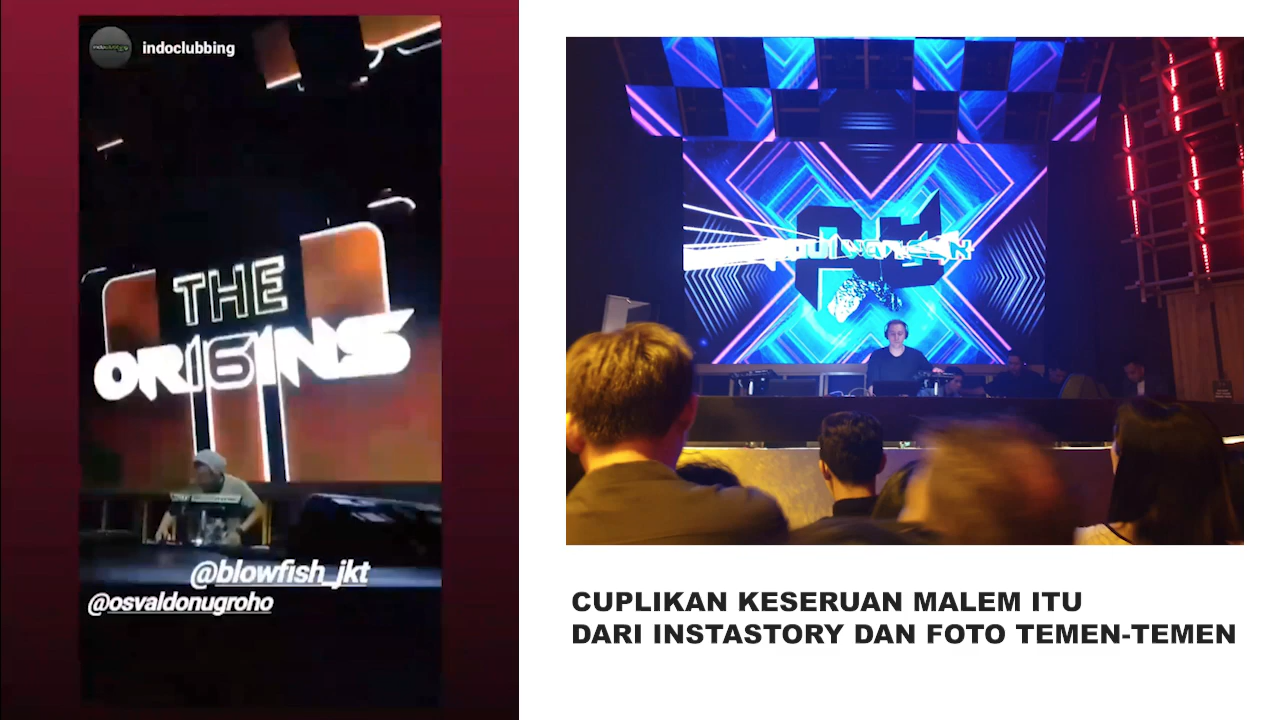 indoclubbing
THE
ORI6INS
@blowfish_jkt
@osvaldonugroho
CUPLIKAN KESERUAN MALEM ITU
DARI INSTASTORY DAN FOTO TEMEN-TEMEN